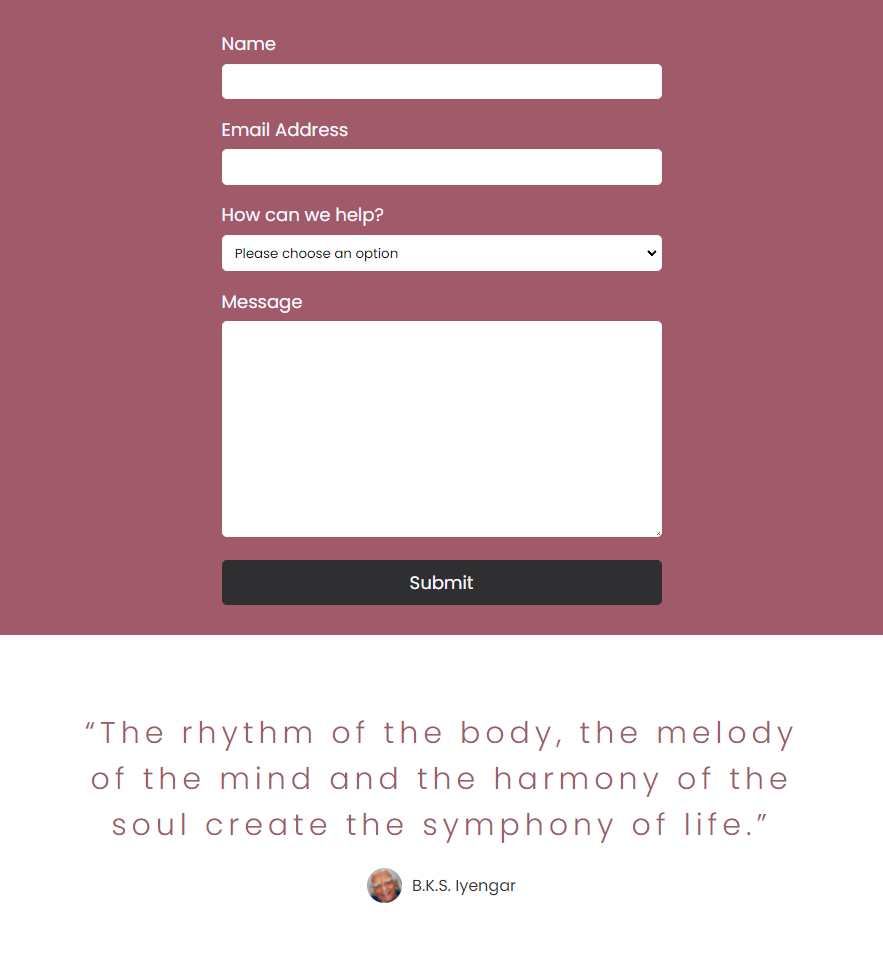 Name
Email Address
How can we help?
Please choose an option
Message
Submit
“The rhythm of the body, the melody
of the mind and the harmony of the
soul create the symphony of life.”
B.K.S. Iyengar